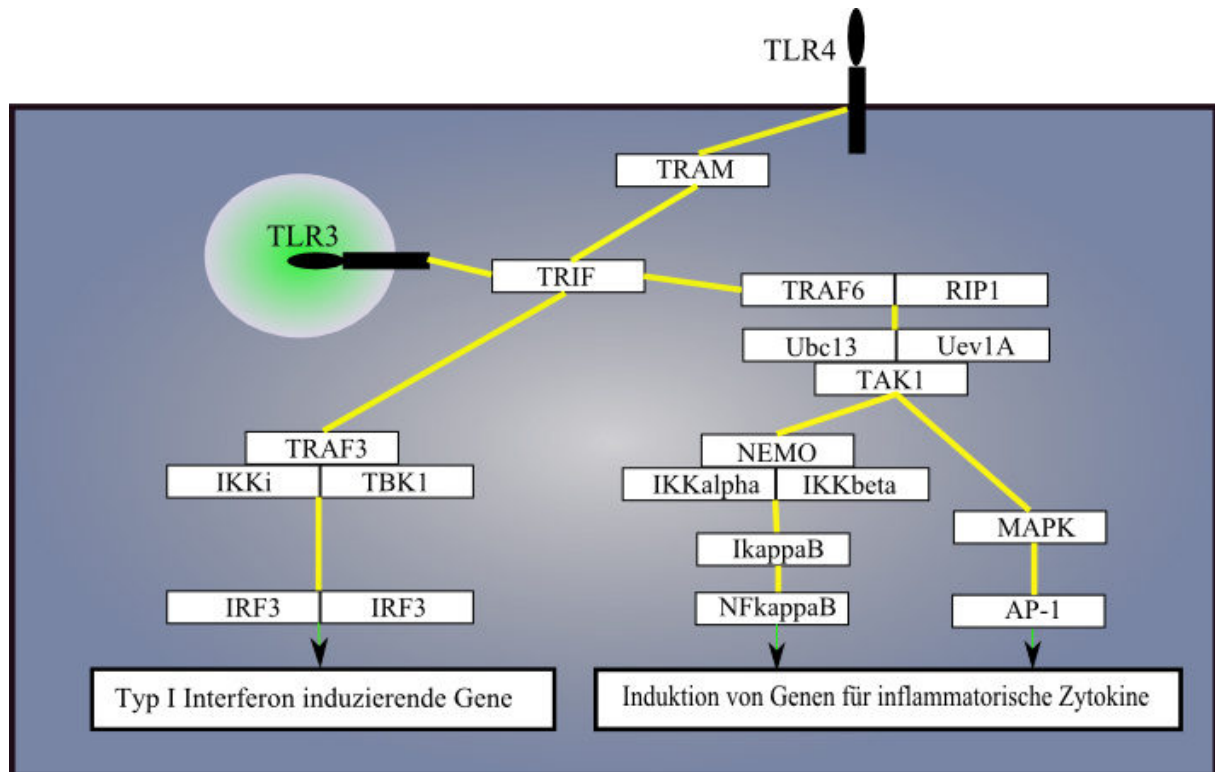 TLR4
TRAM
TLR3
TRIF
TRAF6 RIP1
Ubc13 Uev1A
TAK1
TRAF3
IKKi TBK1
NEMO
IKKalpha IKKbeta
MAPK
IkappaB
IRF3 IRF3
NFkappaB
AP-1
Typ I Interferon induzierende Gene
Induktion von Genen für inflammatorische Zytokine